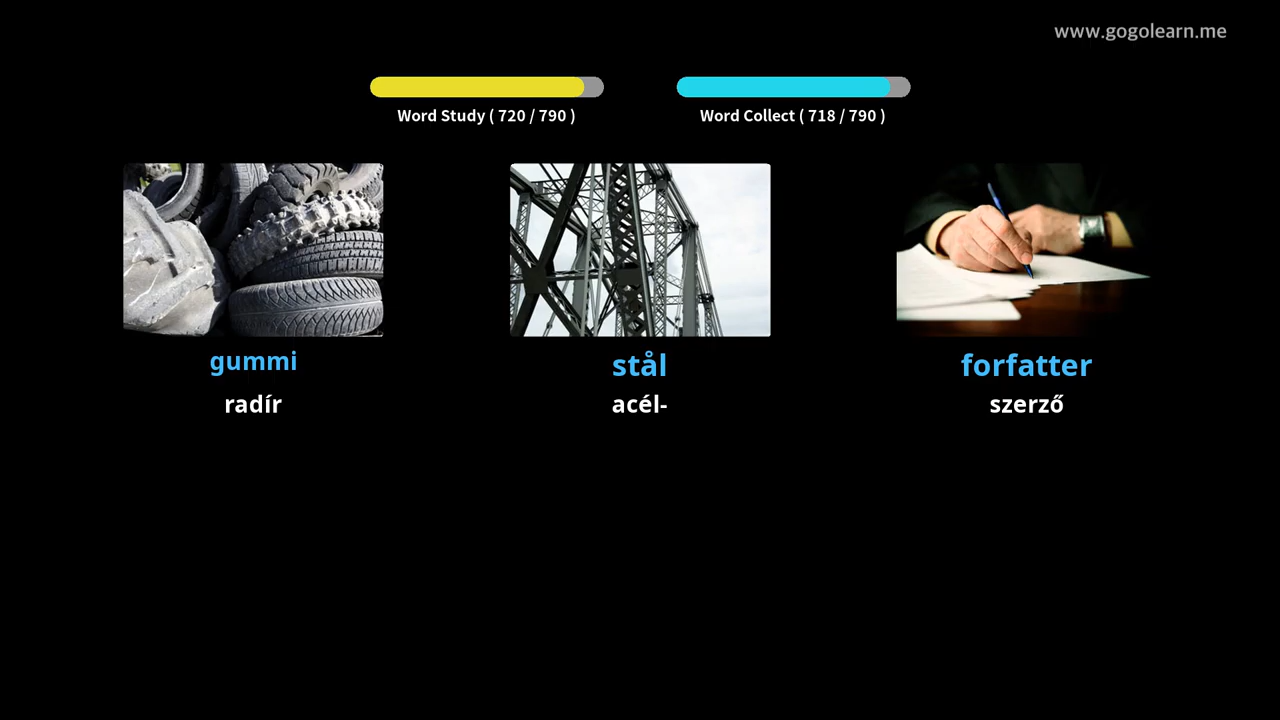 www.gogolearn.me
Word Study ( 720 / 790 )
Word Collect ( 718 / 790 )
gummi
radír
stål
acél-
forfatter
szerző